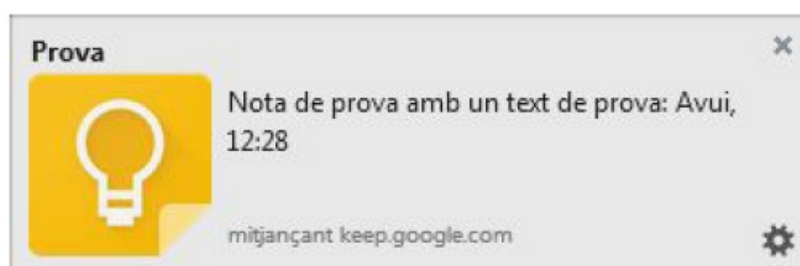 Prova
Nota de prova amb un text de prova: Avui,
12:28
mitjançant keep.google.com